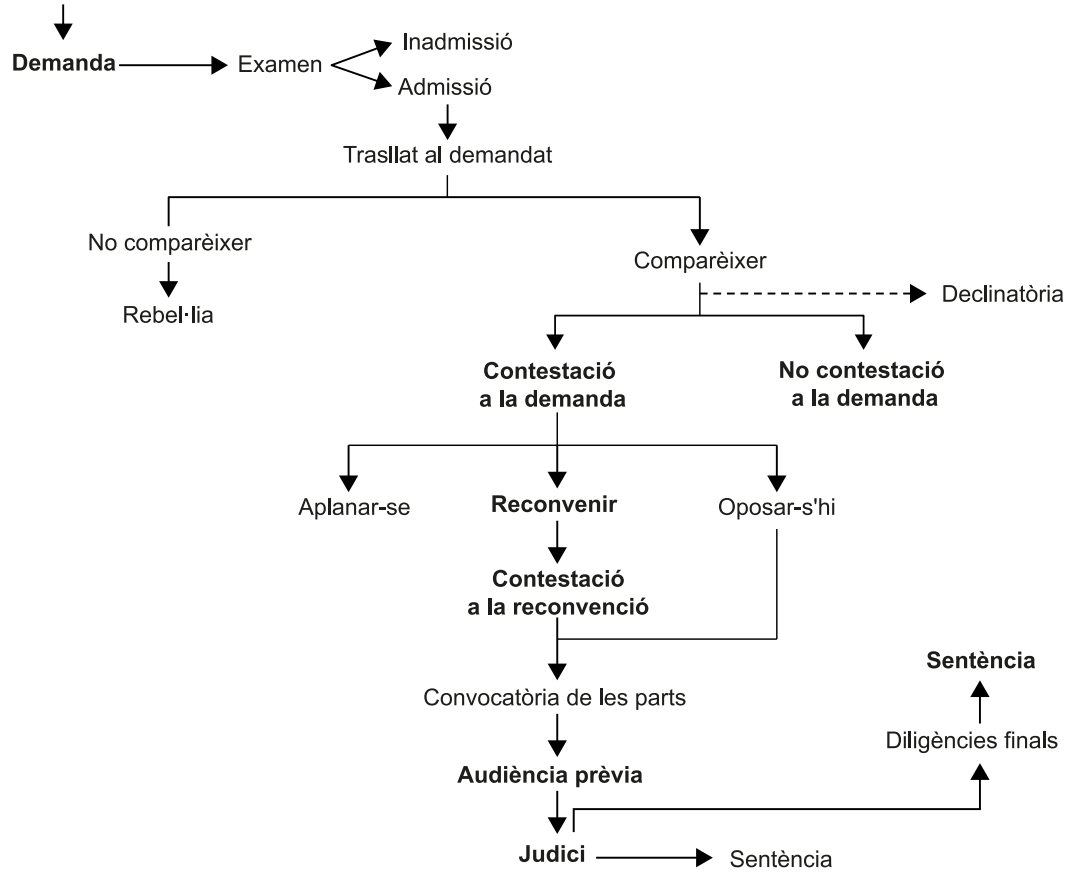 Inadmissió
Demanda
Examen
Admissió
Trasllat al demandat
No comparèixer
Comparèixer
Rebel·lia
Declinatòria
Contestació
a la demanda
No contestació
a la demanda
Aplanar-se
Reconvenir
Oposar-s'hi
Contestació
a la reconvenció
Sentència
Convocatòria de les parts
Diligències finals
Audiència prèvia
Judici
Sentència